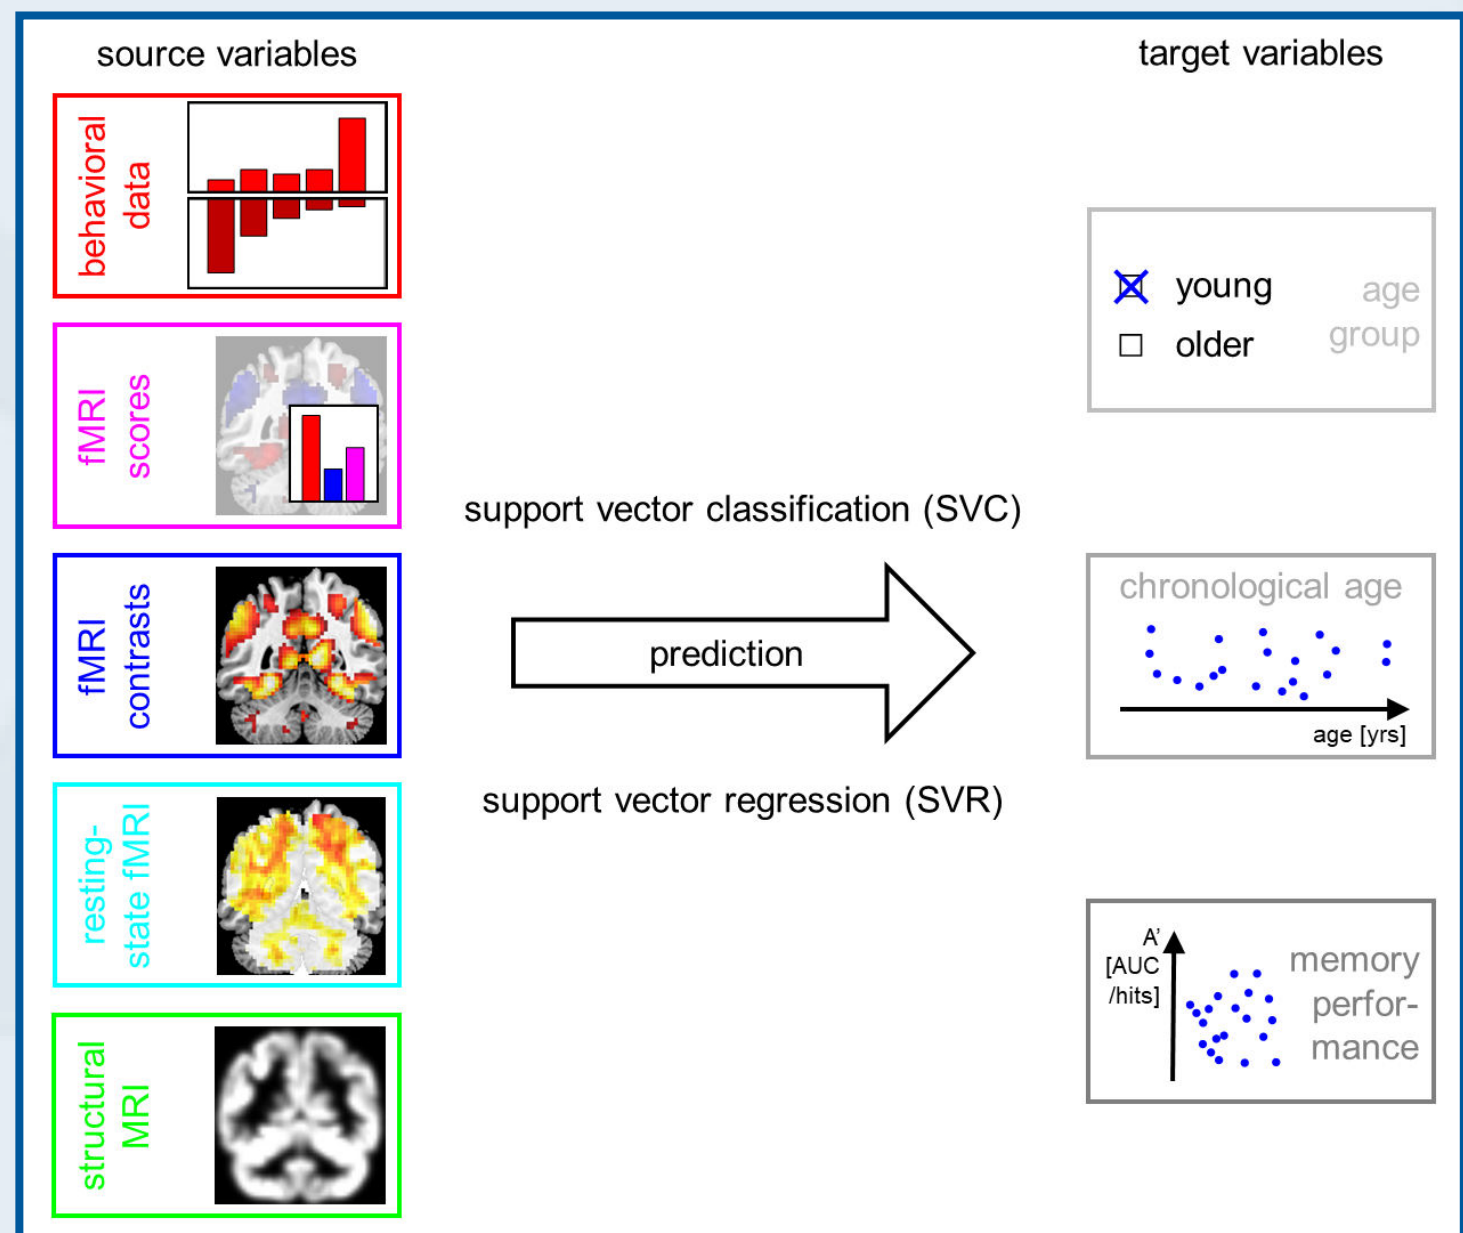 source variables
behavioral
data
fMRI
scores
fMRI
contrasts
resting-
state fMRI
structural
MRI
support vector classification (SVC)
prediction
support vector regression (SVR)
target variables
young
older
age
group
chronological age
age [yrs]
A'
[AUC
/hits]
memory
perfor-
mance